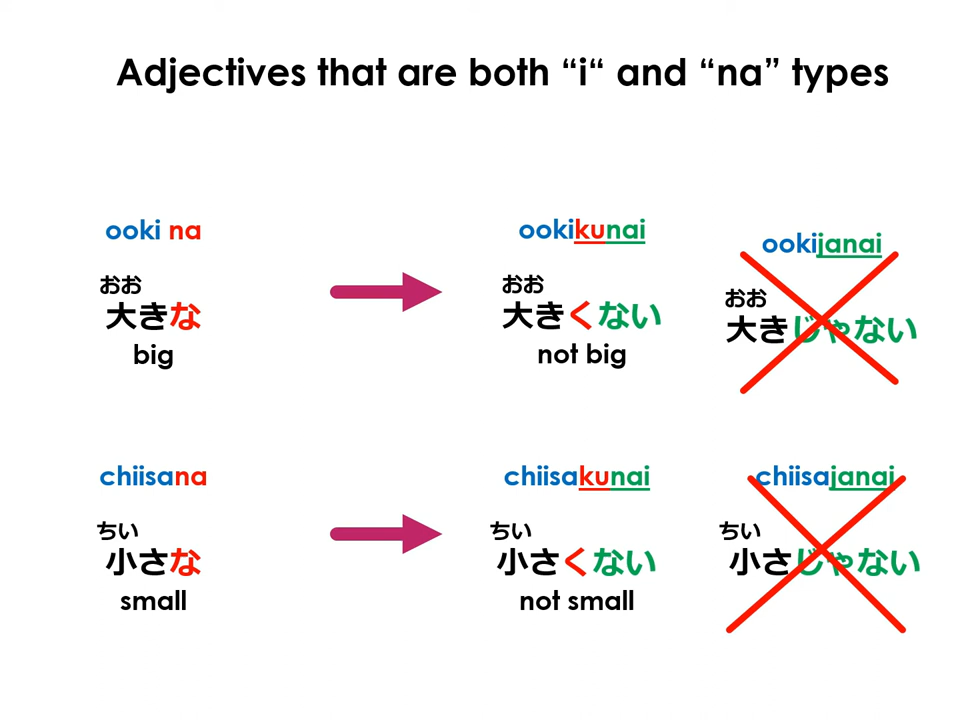 Adjectives that are both “i“ and “na” types
ooki na
おお
大きな
big
ookikunai
おお
大きくない
not big
ookijanai
おお
大きじゃない
chiisana
ちい
小さな
small
chiisakunai
ちい
小さくない
not small
chiisajanai
ちい
小さじゃない